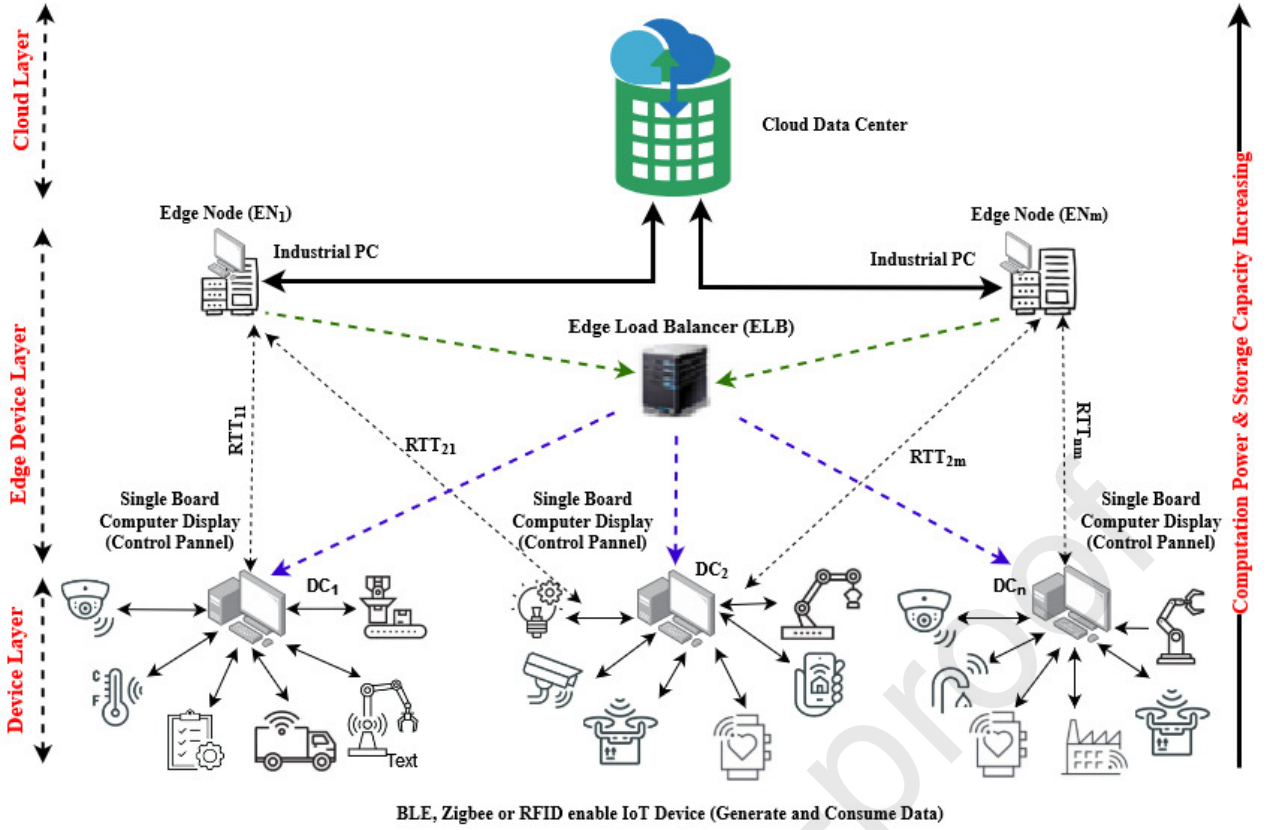 Cloud Layer
Cloud Data Center
Edge Node (EN1)
Edge Node (ENm)
Industrial PC
Industrial PC
Edge Load Balancer (ELB)
Edge Device Layer
Computation Power & Storage Capacity Increasing
RTT11
RTT21
RTT2m
RTTnm
Single Board
Computer Display
(Control Pannel)
Single Board
Computer Display
(Control Pannel)
Single Board
Computer Display
(Control Pannel)
DC1
DC2
DCn
Device Layer
C
F
Text
BLE, Zigbee or RFID enable IoT Device (Generate and Consume Data)
proof